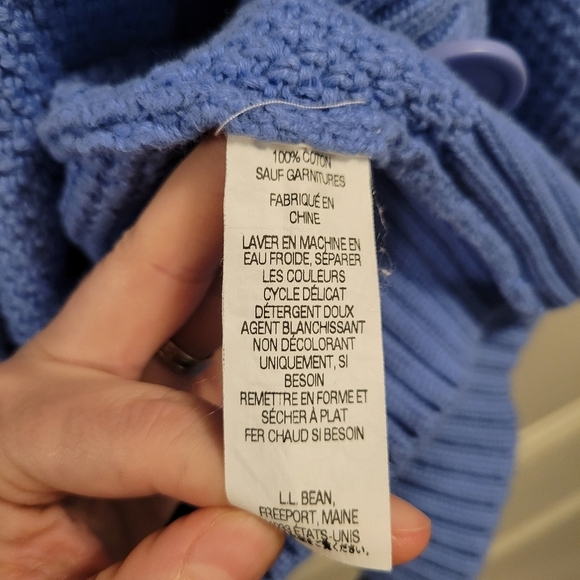 100% COTON
SAUF GARNITURES
FABRIQUÉ EN
CHINE
LAVER EN MACHINE EN
EAU FROIDE, SÉPARER
LES COULEURS
CYCLE DÉLICAT
DÉTERGENT DOUX
AGENT BLANCHISSANT
NON DÉCOLORANT
UNIQUEMENT, SI
BESOIN
REMETTRE EN FORME ET
SÉCHER À PLAT
FER CHAUD SI BESOIN
L.L. BEAN,
FREEPORT, MAINE
ÉTATS-UNIS